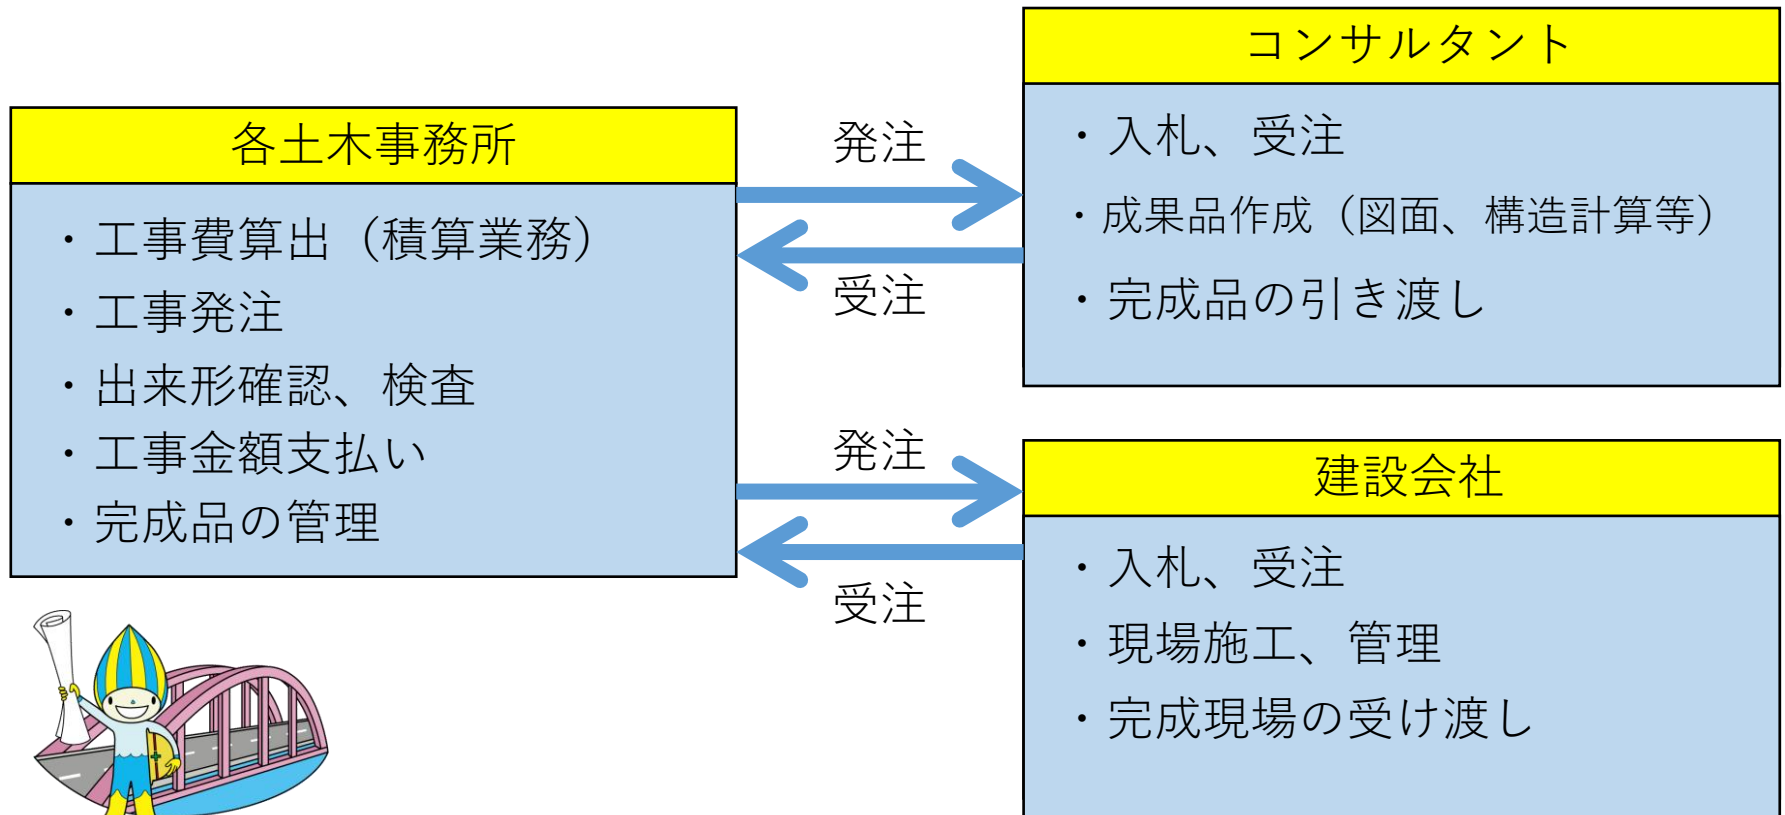 各土木事務所
・工事費算出（積算業務）
・工事発注
・出来形確認、検査
・工事金額支払い
・完成品の管理
発注
受注
コンサルタント
・入札、受注
・成果品作成（図面、構造計算等）
・完成品の引き渡し
発注
受注
建設会社
・入札、受注
・現場施工、管理
・完成現場の受け渡し